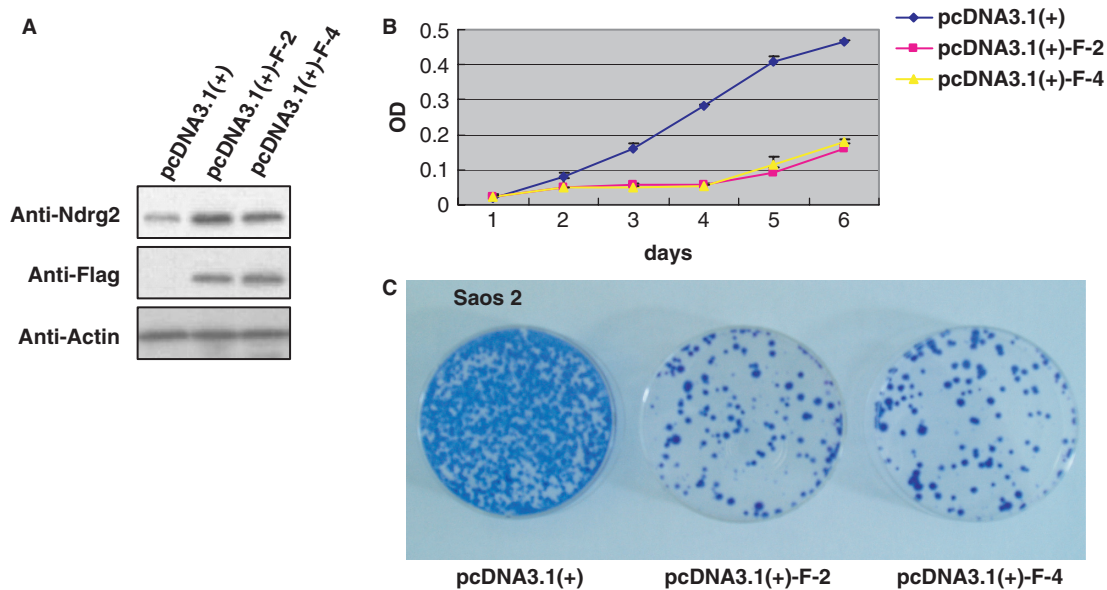 A
pcDNA3.1(+)
pcDNA3.1(+)-F-2
pcDNA3.1(+)-F-4
Anti-Ndrg2
Anti-Flag
Anti-Actin
B
0.5
0.4
0.3
0.2
0.1
0
OD
1 2 3 4 5 6
days
pcDNA3.1(+)
pcDNA3.1(+)-F-2
pcDNA3.1(+)-F-4
C
Saos 2
pcDNA3.1(+) pcDNA3.1(+)-F-2 pcDNA3.1(+)-F-4